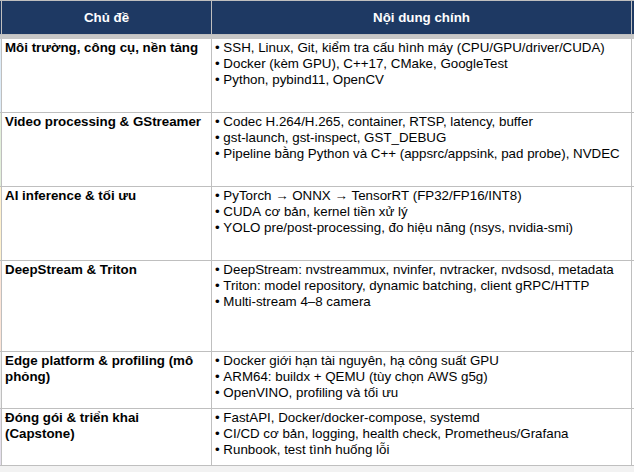 Chủ đề
Nội dung chính
Môi trường, công cụ, nền tảng
• SSH, Linux, Git, kiểm tra cấu hình máy (CPU/GPU/driver/CUDA)
• Docker (kèm GPU), C++17, CMake, GoogleTest
• Python, pybind11, OpenCV
Video processing & GStreamer
• Codec H.264/H.265, container, RTSP, latency, buffer
• gst-launch, gst-inspect, GST_DEBUG
• Pipeline bằng Python và C++ (appsrc/appsink, pad probe), NVDEC
AI inference & tối ưu
• PyTorch → ONNX → TensorRT (FP32/FP16/INT8)
• CUDA cơ bản, kernel tiền xử lý
• YOLO pre/post-processing, đo hiệu năng (nsys, nvidia-smi)
DeepStream & Triton
• DeepStream: nvstreammux, nvinfer, nvtracker, nvdsosd, metadata
• Triton: model repository, dynamic batching, client gRPC/HTTP
• Multi-stream 4–8 camera
Edge platform & profiling (mô
phỏng)
• Docker giới hạn tài nguyên, hạ công suất GPU
• ARM64: buildx + QEMU (tùy chọn AWS g5g)
• OpenVINO, profiling và tối ưu
Đóng gói & triển khai
(Capstone)
• FastAPI, Docker/docker-compose, systemd
• CI/CD cơ bản, logging, health check, Prometheus/Grafana
• Runbook, test tình huống lỗi